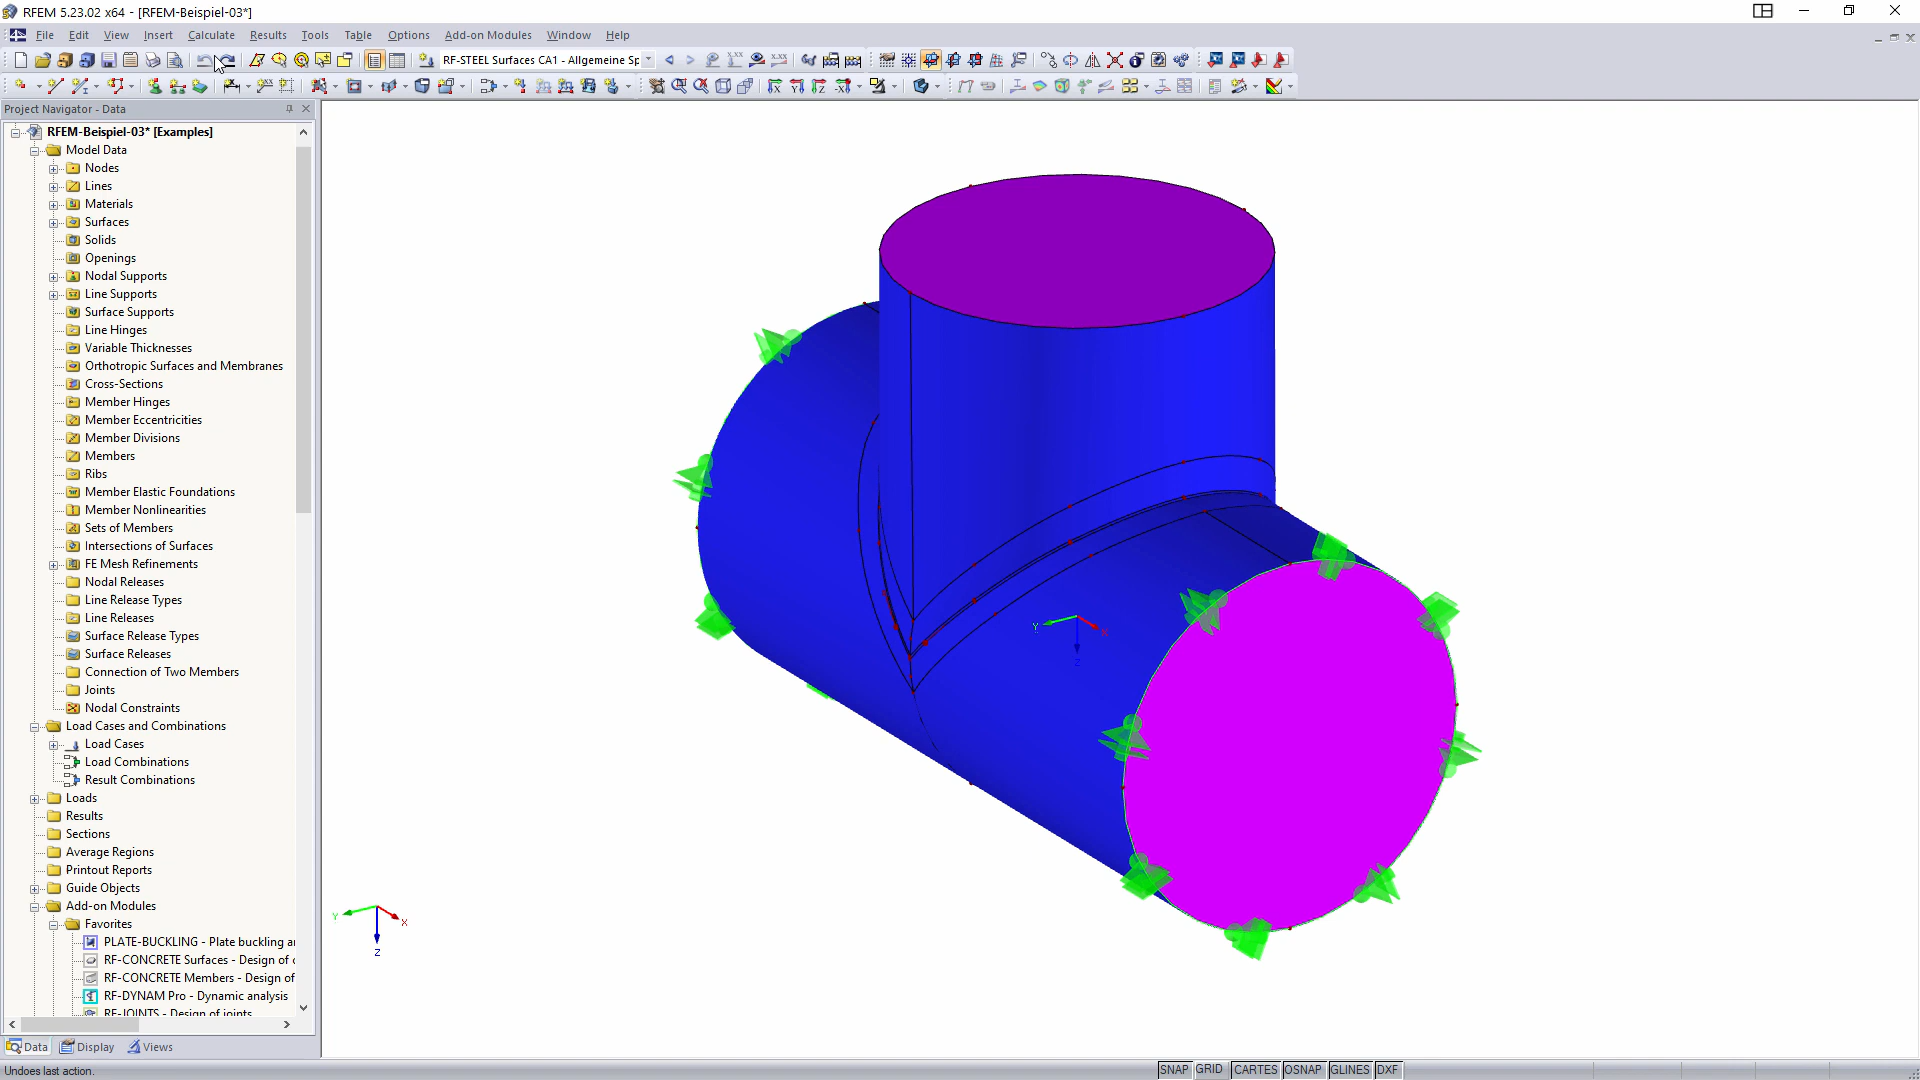 RFEM 5.23.02 x64 - [RFEM-Beispiel-03*]
File Edit View Insert Calculate Results Tools Table Options Add-on Modules Window Help
RF-STEEL Surfaces CA1 - Allgemeine Sp
Project Navigator - Data
RFEM-Beispiel-03* [Examples]
Model Data
Nodes
Lines
Materials
Surfaces
Solids
Openings
Nodal Supports
Line Supports
Surface Supports
Line Hinges
Variable Thicknesses
Orthotropic Surfaces and Membranes
Cross-Sections
Member Hinges
Member Eccentricities
Member Divisions
Members
Ribs
Member Elastic Foundations
Member Nonlinearities
Sets of Members
Intersections of Surfaces
FE Mesh Refinements
Nodal Releases
Line Release Types
Line Releases
Surface Release Types
Surface Releases
Connection of Two Members
Joints
Nodal Constraints
Load Cases and Combinations
Load Cases
Load Combinations
Result Combinations
Loads
Results
Sections
Average Regions
Printout Reports
Guide Objects
Add-on Modules
Favorites
PLATE-BUCKLING - Plate buckling a
RF-CONCRETE Surfaces - Design of c
RF-CONCRETE Members - Design of
RF-DYNAM Pro - Dynamic analysis
RF-JOINTS - Design of joints
Data Display Views
Y X Z
Y X Z
Undoes last action.
SNAP GRID CARTES OSNAP GLINES DXF